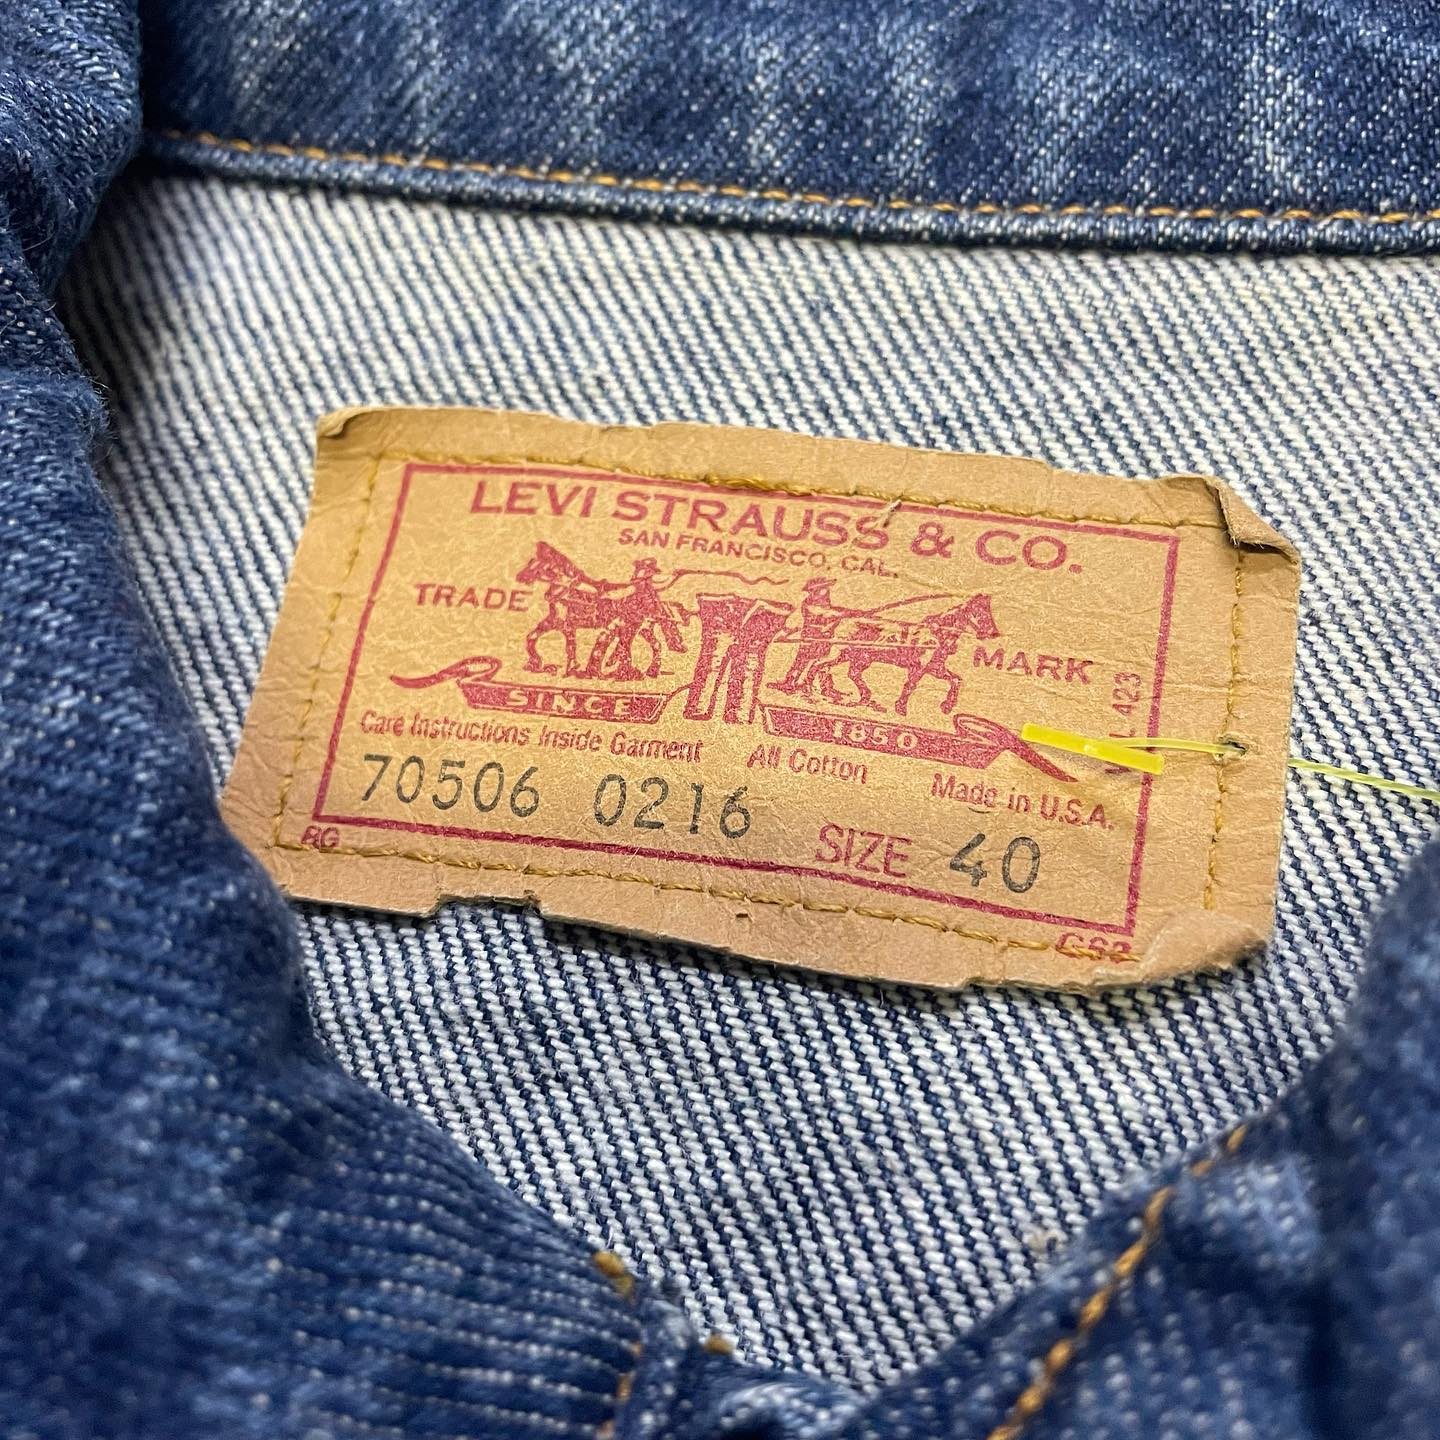 LEVI STRAUSS & CO.
SAN FRANCISCO, CAL.
TRADE MARK
SINCE 1850
Care Instructions Inside Garment All Cotton Made in U.S.A.
70506 0216 SIZE 40
423